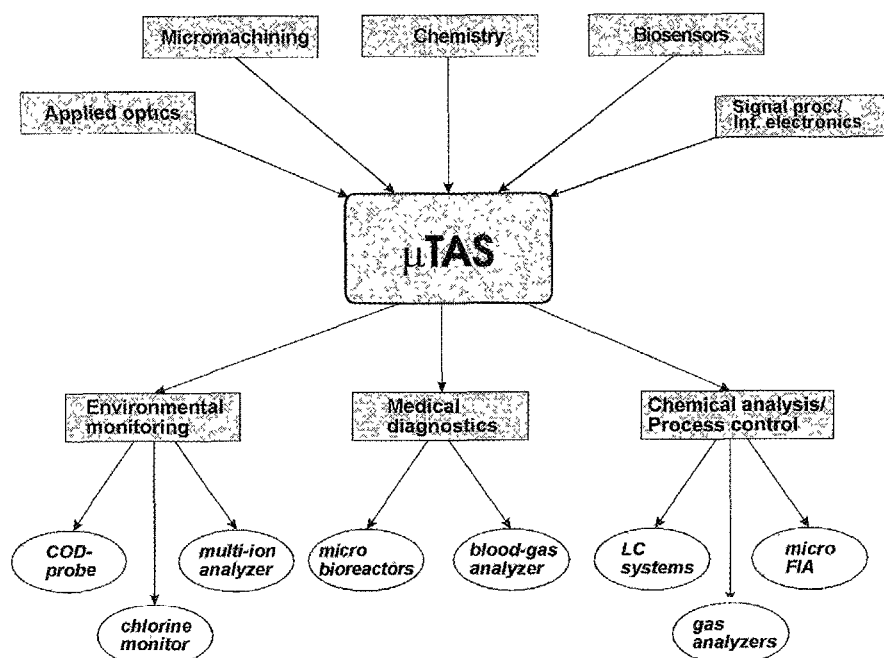 Micromachining
Chemistry
Biosensors
Applied optics
Signal proc./
Inf. electronics
µTAS
Environmental
monitoring
Medical
diagnostics
Chemical analysis/
Process control
COD-
probe
multi-ion
analyzer
micro
bioreactors
blood-gas
analyzer
LC
systems
micro
FIA
chlorine
monitor
gas
analyzers